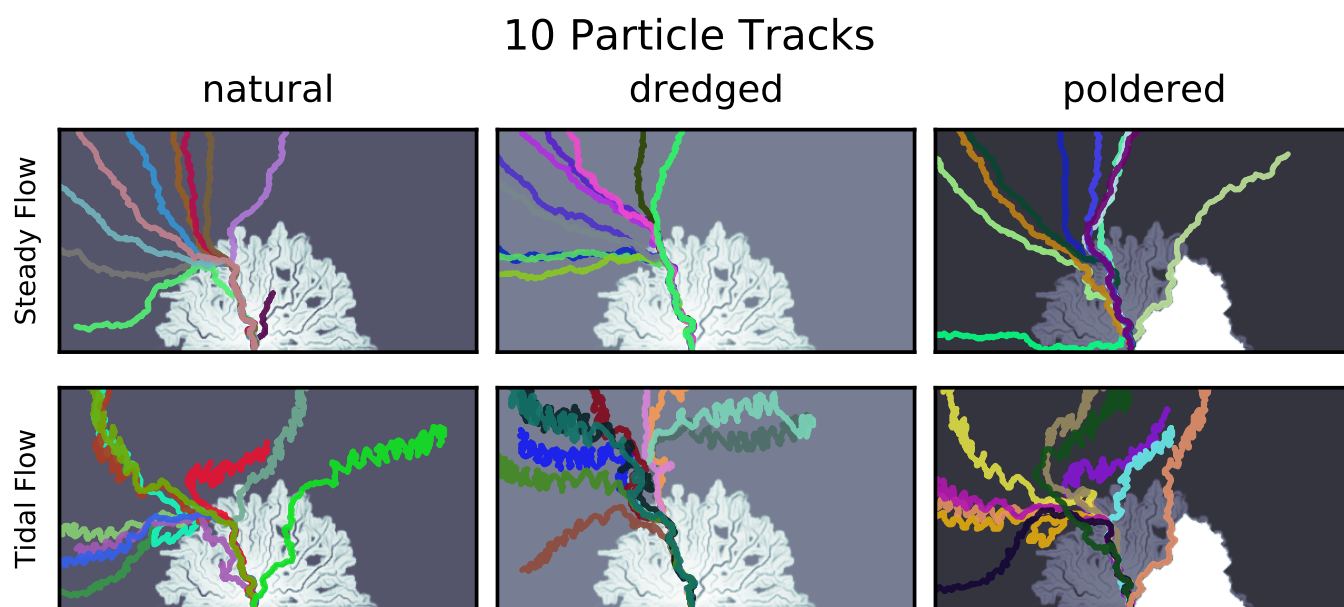 10 Particle Tracks
natural dredged poldered
Steady Flow
Tidal Flow